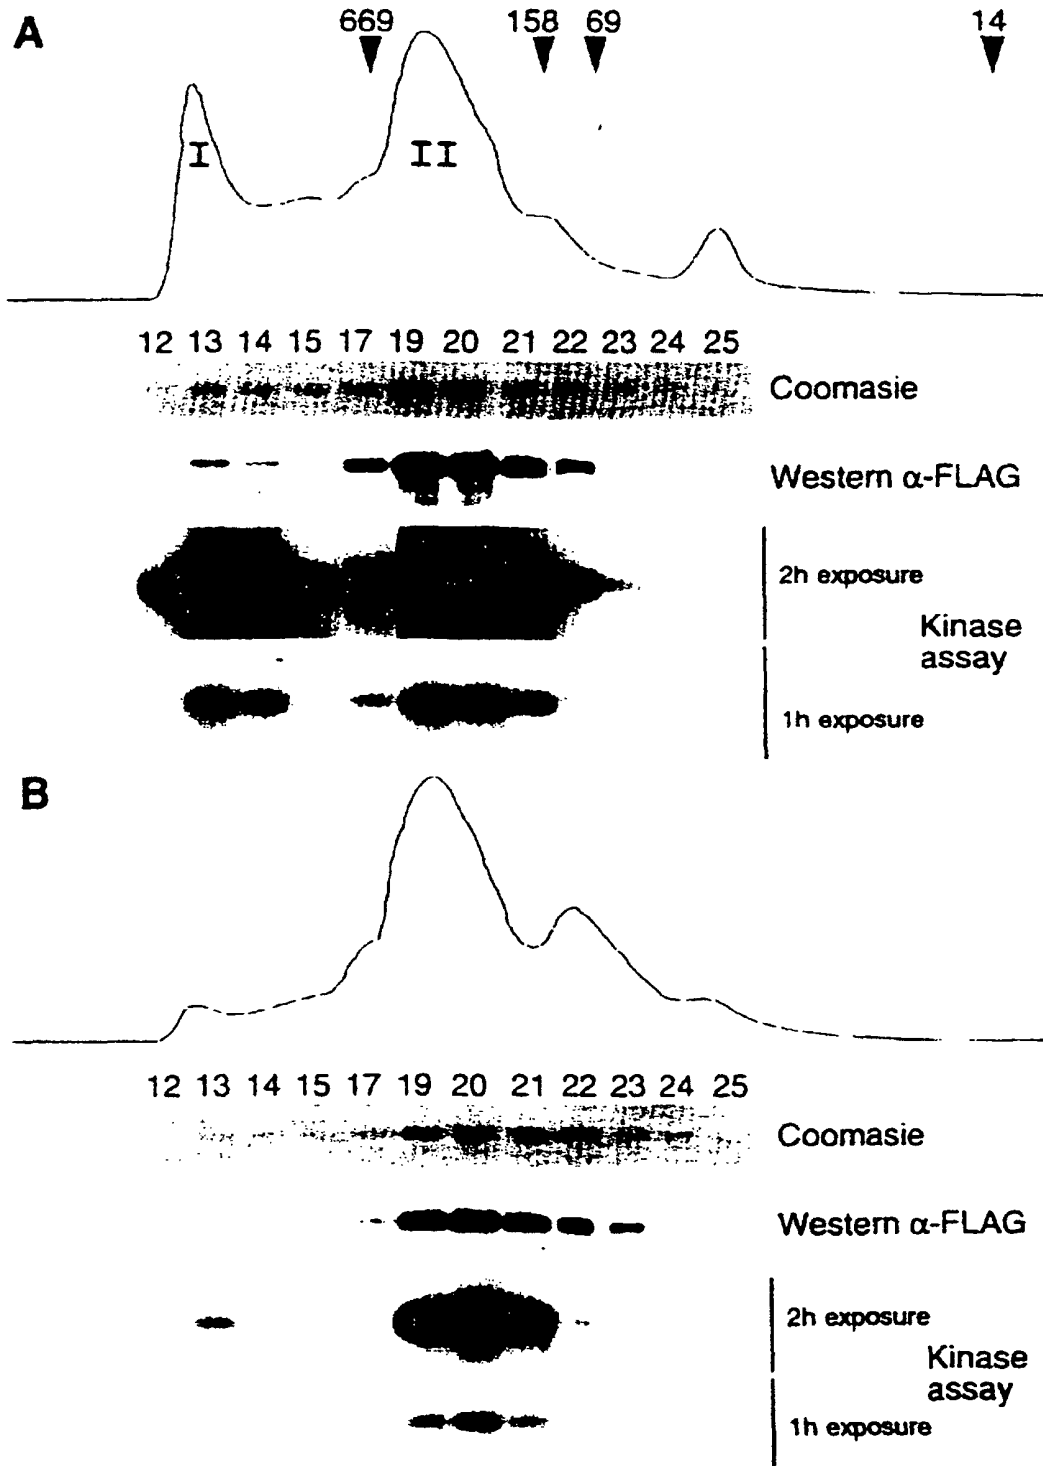 A
669 158 69 14
I II
12 13 14 15 17 19 20 21 22 23 24 25
Coomasie
Western α-FLAG
2h exposure
Kinase
assay
1h exposure
B
12 13 14 15 17 19 20 21 22 23 24 25
Coomasie
Western α-FLAG
2h exposure
Kinase
assay
1h exposure